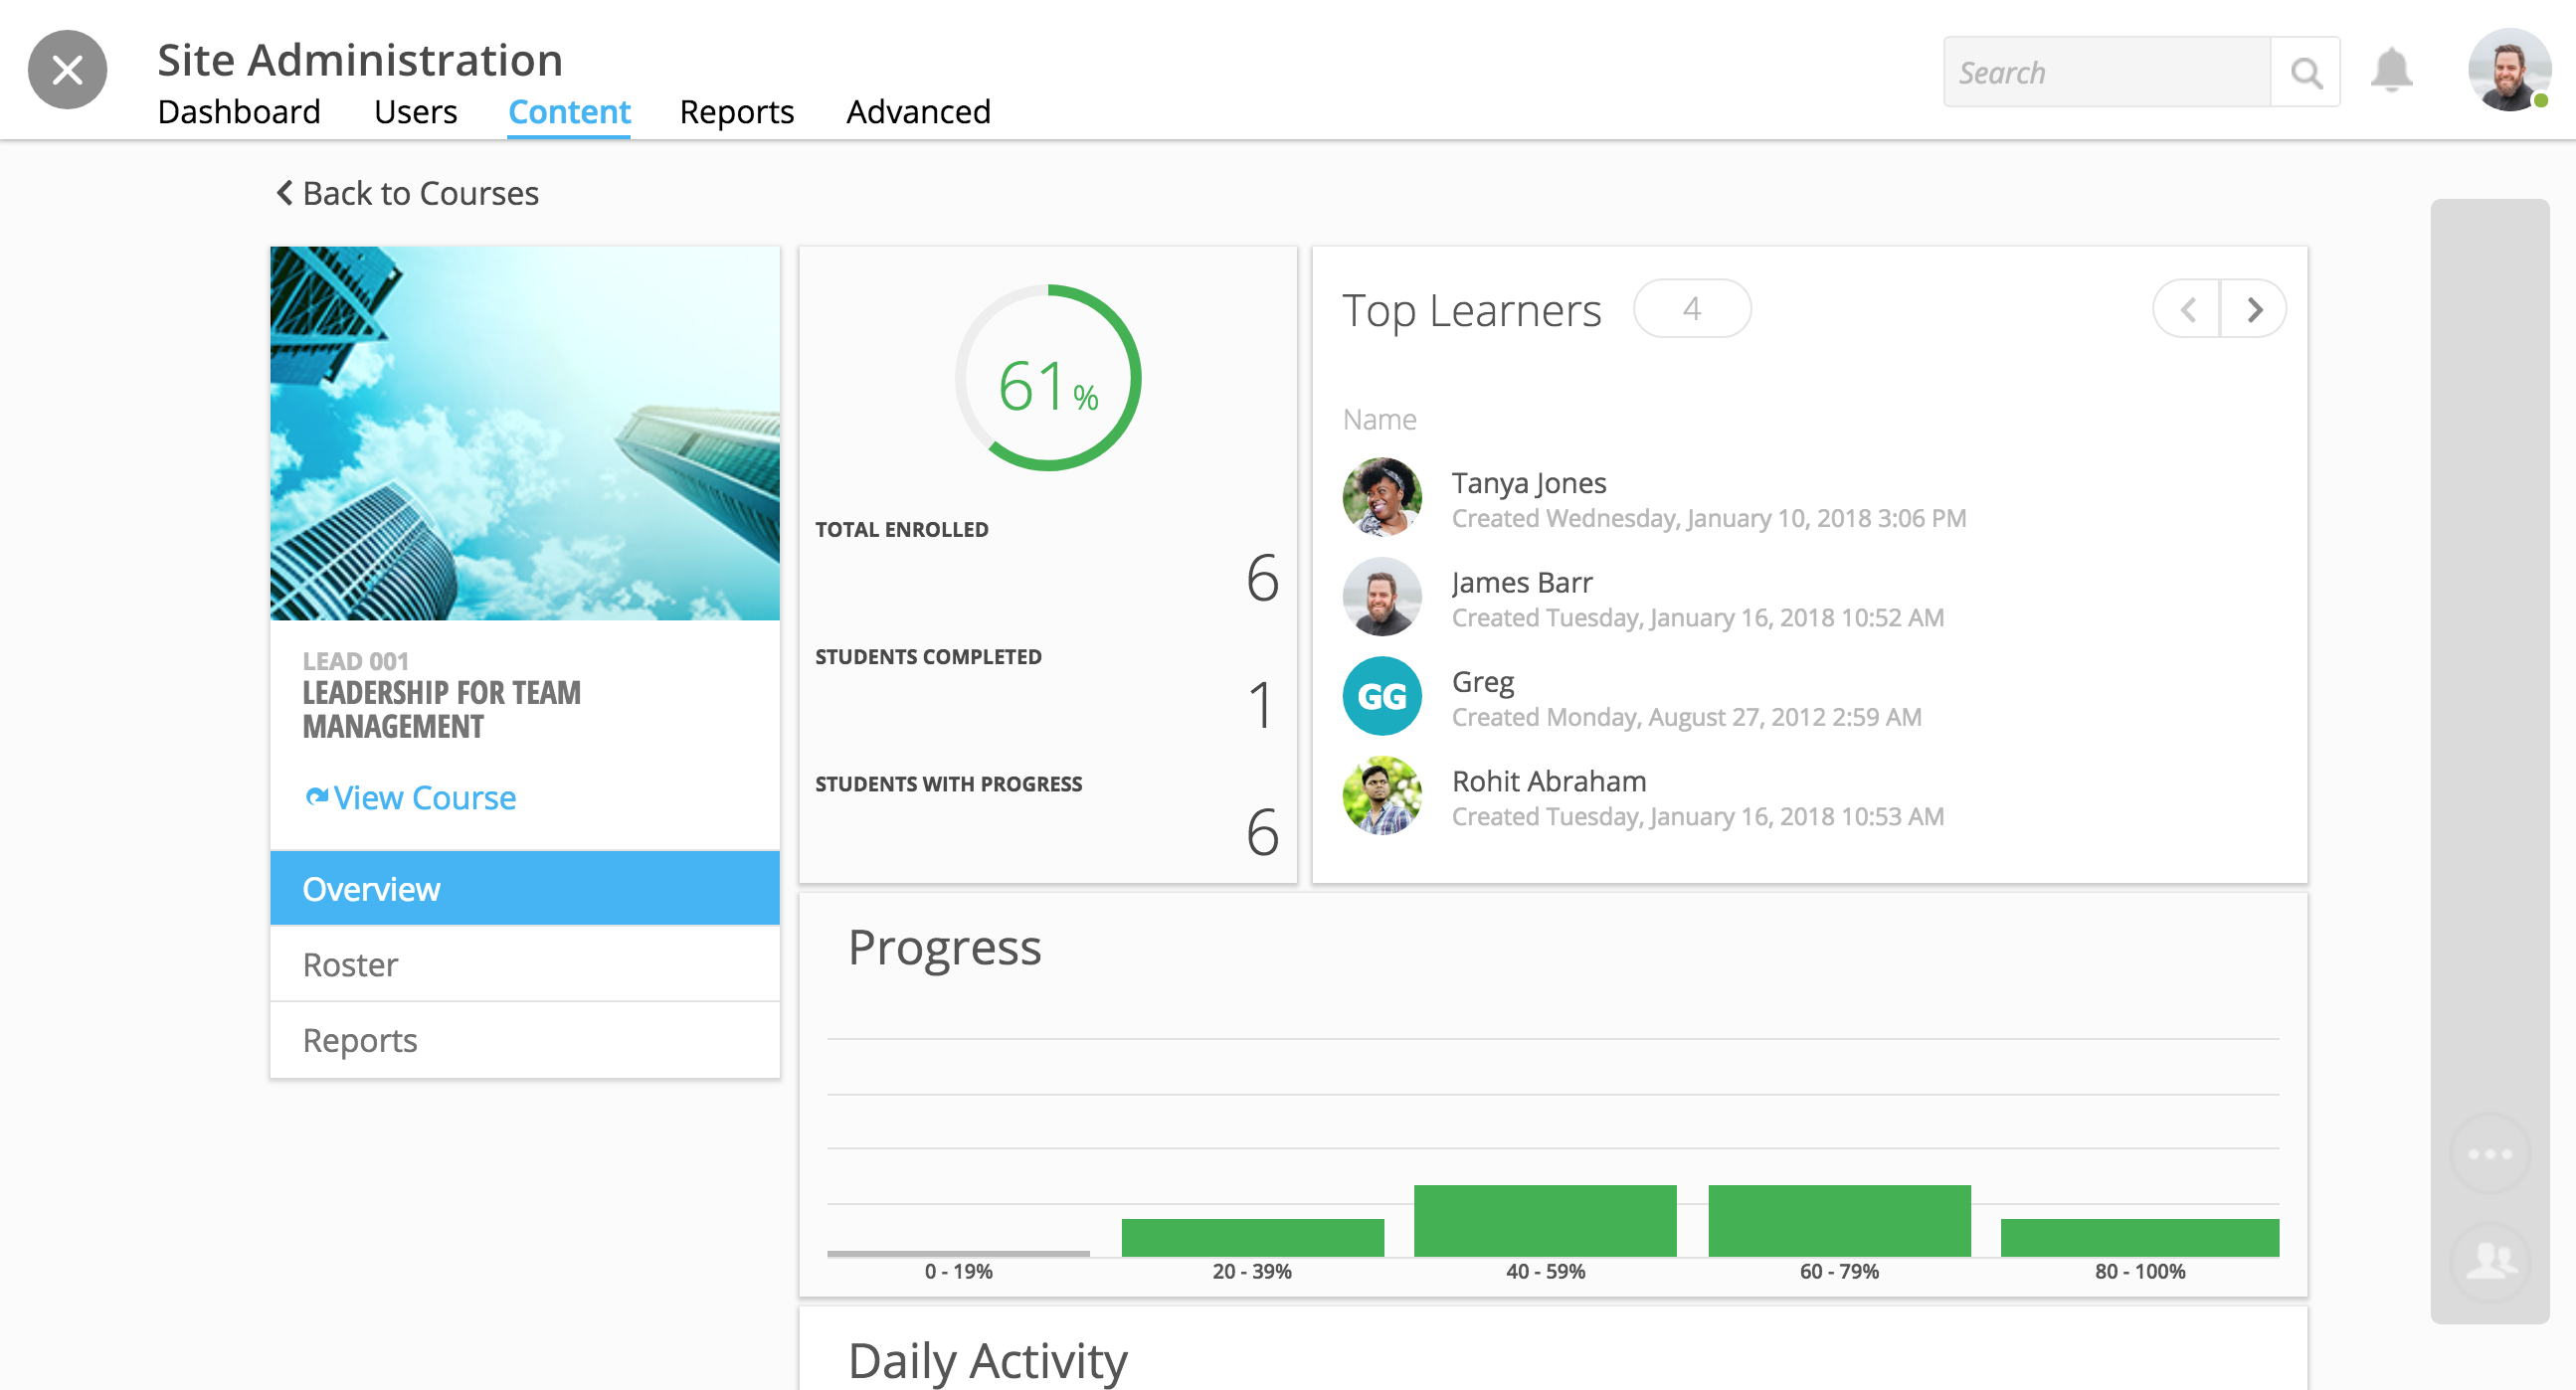 Site Administration
Dashboard Users Content Reports Advanced
Search
Back to Courses
LEAD 001
LEADERSHIP FOR TEAM
MANAGEMENT
View Course
Overview
Roster
Reports
61%
TOTAL ENROLLED
6
STUDENTS COMPLETED
1
STUDENTS WITH PROGRESS
6
Top Learners 4
Name
Tanya Jones
Created Wednesday, January 10, 2018 3:06 PM
James Barr
Created Tuesday, January 16, 2018 10:52 AM
GG
Greg
Created Monday, August 27, 2012 2:59 AM
Rohit Abraham
Created Tuesday, January 16, 2018 10:53 AM
Progress
0 - 19% 20 - 39% 40 - 59% 60 - 79% 80 - 100%
Daily Activity